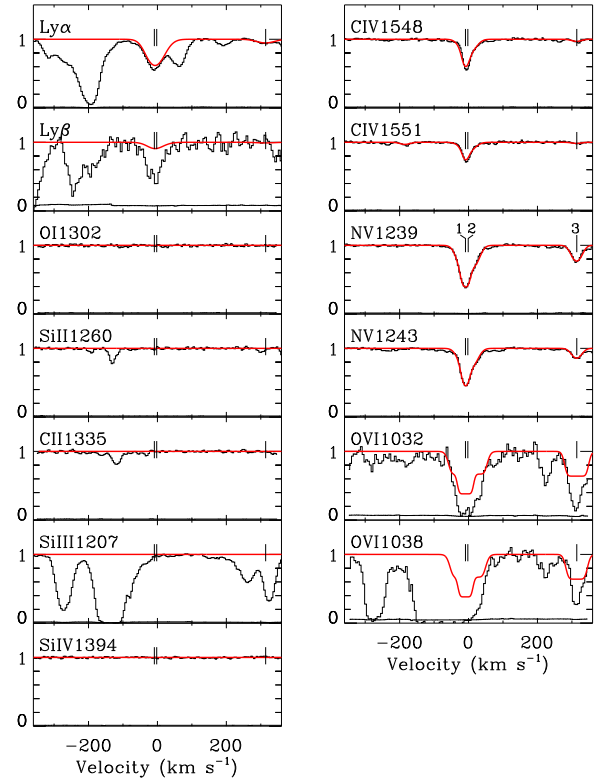 Lyα
1
0
Lyβ
1
0
OI1302
1
0
SiII1260
1
0
CII1335
1
0
SiIII1207
1
0
SiIV1394
1
0
−200 0 200
Velocity (km s⁻¹)
CIV1548
1
0
CIV1551
1
0
NV1239 1 2 3
1
0
NV1243
1
0
OVI1032
1
0
OVI1038
1
0
−200 0 200
Velocity (km s⁻¹)